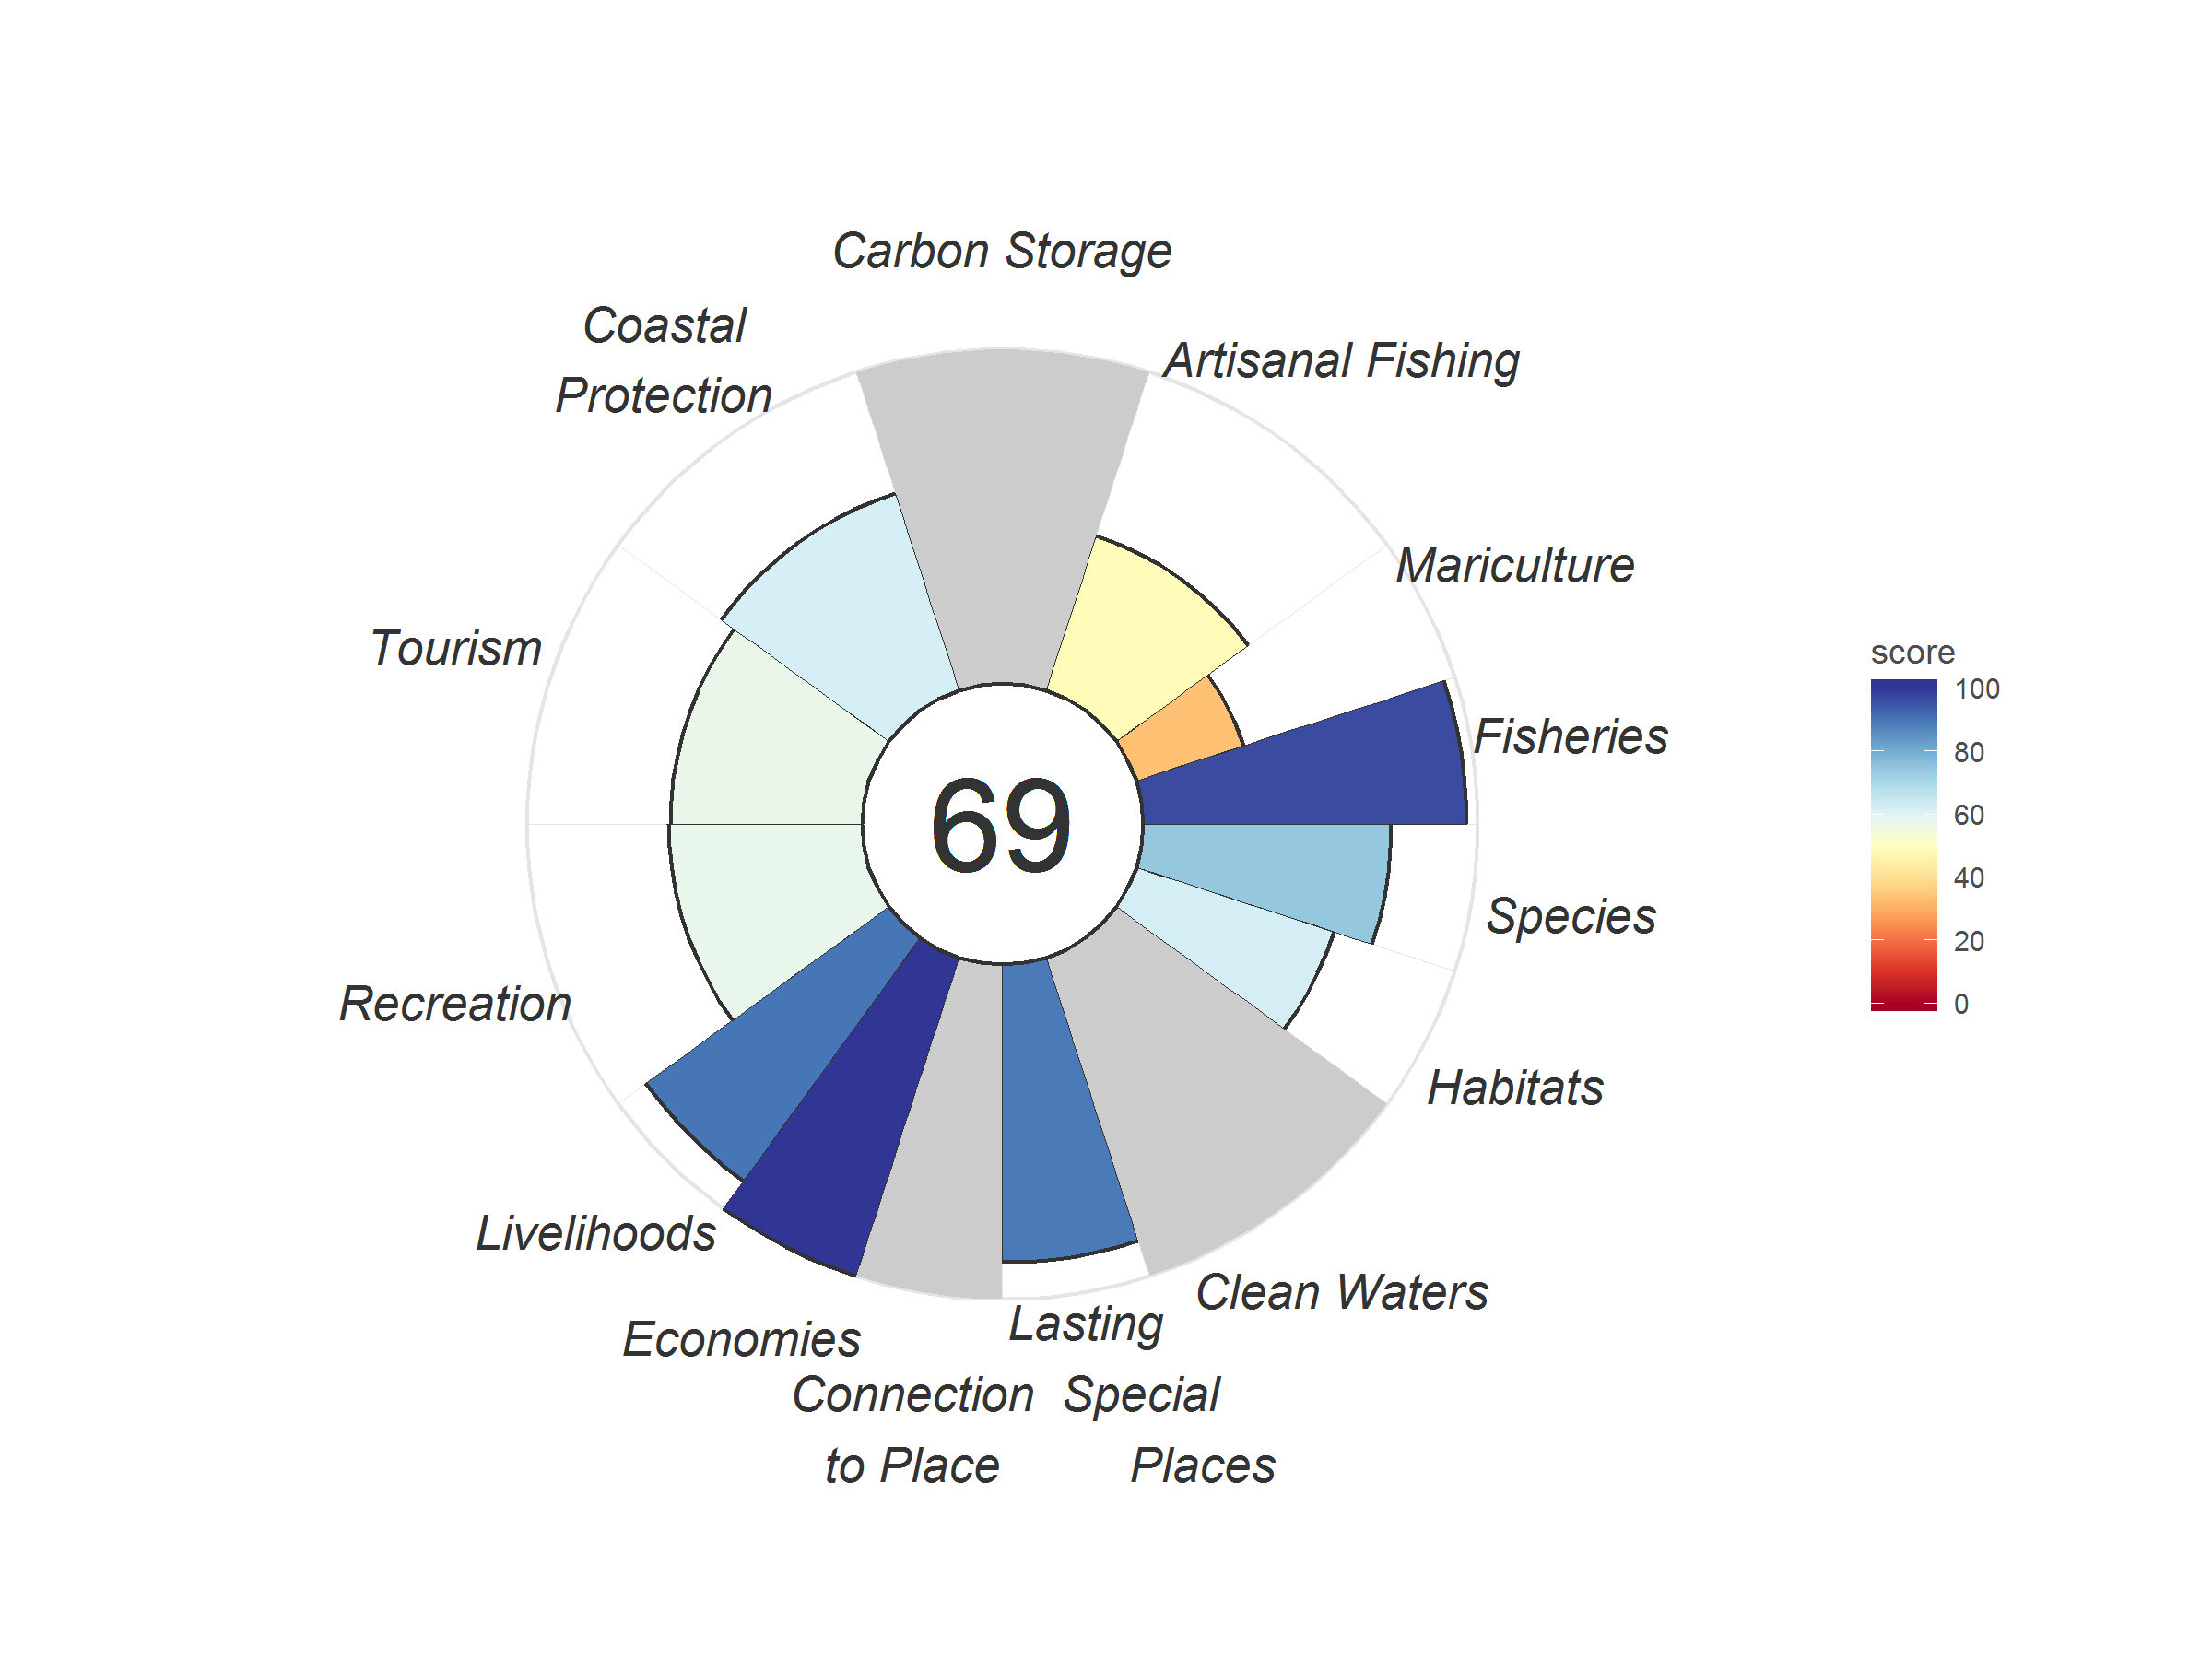 Carbon Storage
Coastal
Protection
Artisanal Fishing
Mariculture
Tourism
Fisheries
69
Species
Recreation
Habitats
Livelihoods
Clean Waters
Economies
Lasting
Special
Places
Connection
to Place
score
100
80
60
40
20
0